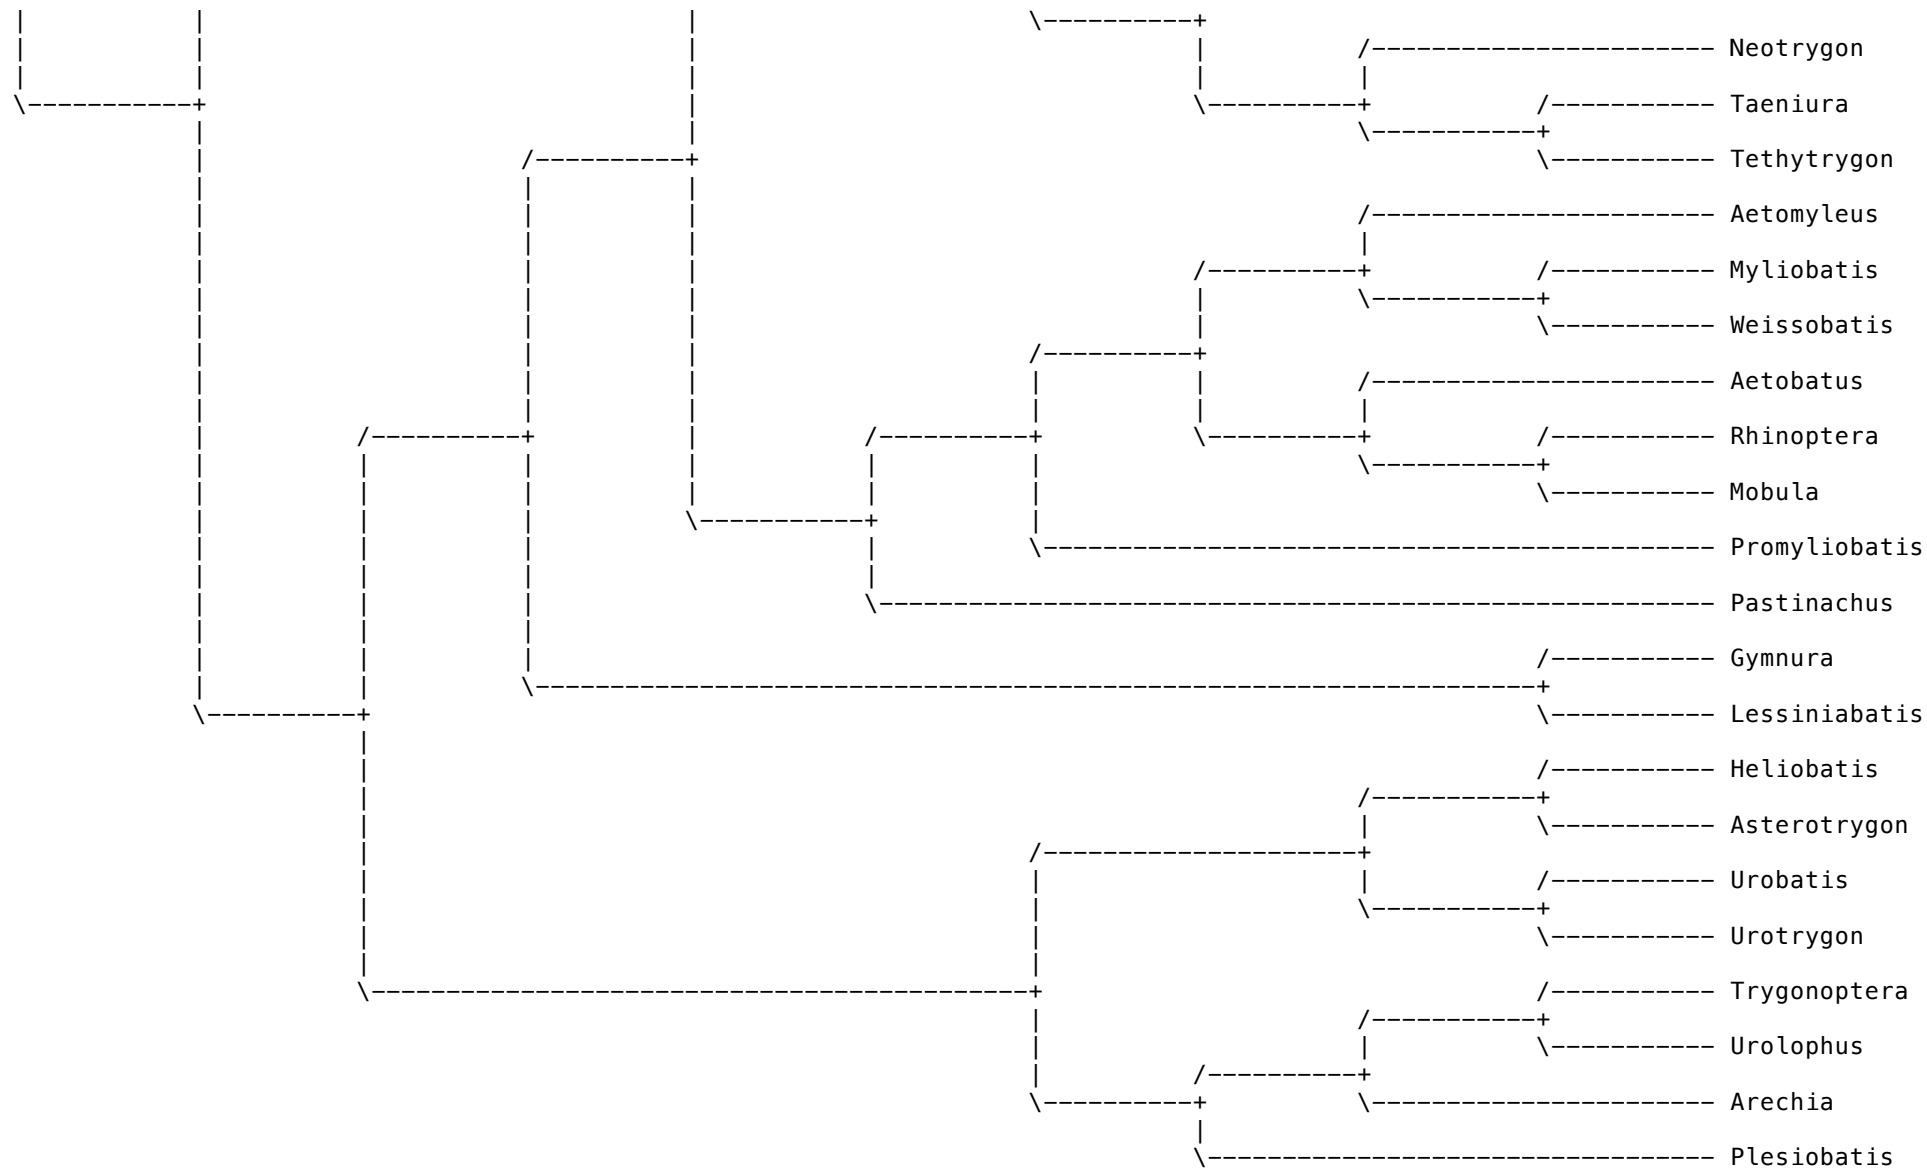 Neotrygon
Taeniura
Tethytrygon
Aetomyleus
Myliobatis
Weissobatis
Aetobatus
Rhinoptera
Mobula
Promyliobatis
Pastinachus
Gymnura
Lessiniabatis
Heliobatis
Asterotrygon
Urobatis
Urotrygon
Trygonoptera
Urolophus
Arechia
Plesiobatis